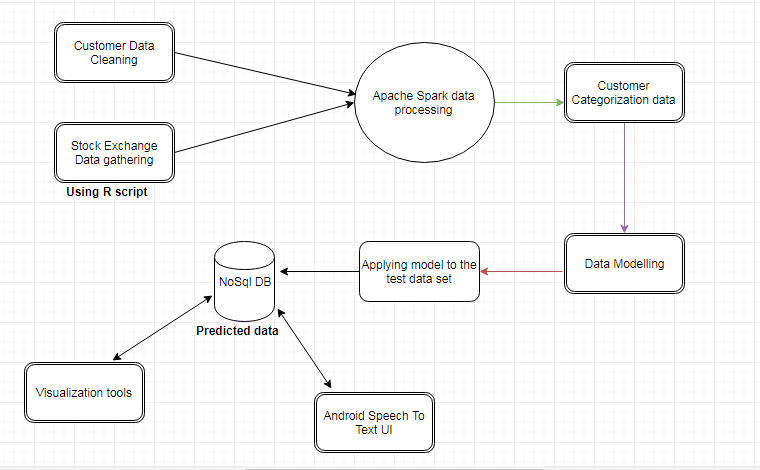 Customer Data
Cleaning
Stock Exchange
Data gathering
Using R script
Apache Spark data
processing
Customer
Categorization data
Data Modelling
Applying model to the
test data set
NoSql DB
Predicted data
Visualization tools
Android Speech To
Text UI